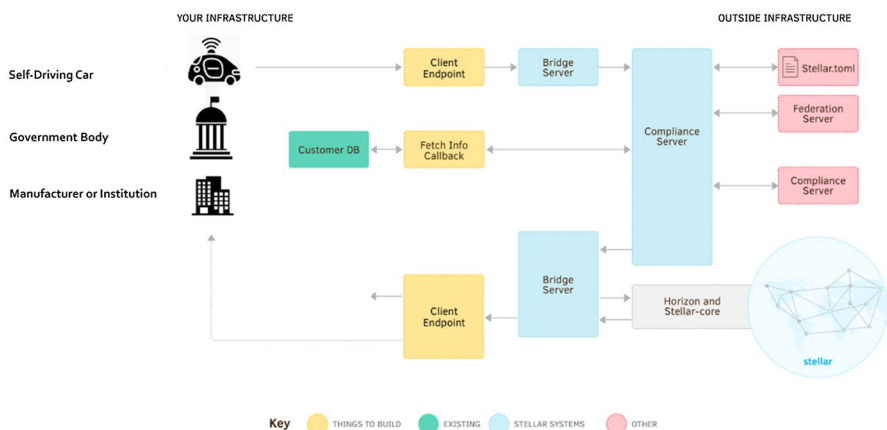 YOUR INFRASTRUCTURE
OUTSIDE INFRASTRUCTURE
Self-Driving Car
Client
Endpoint
Bridge
Server
Stellar.toml
Federation
Server
Government Body
Compliance
Server
Customer DB
Fetch Info
Callback
Manufacturer or Institution
Compliance
Server
Bridge
Server
Client
Endpoint
Horizon and
Stellar-core
stellar
Key
THINGS TO BUILD
EXISTING
STELLAR SYSTEMS
OTHER